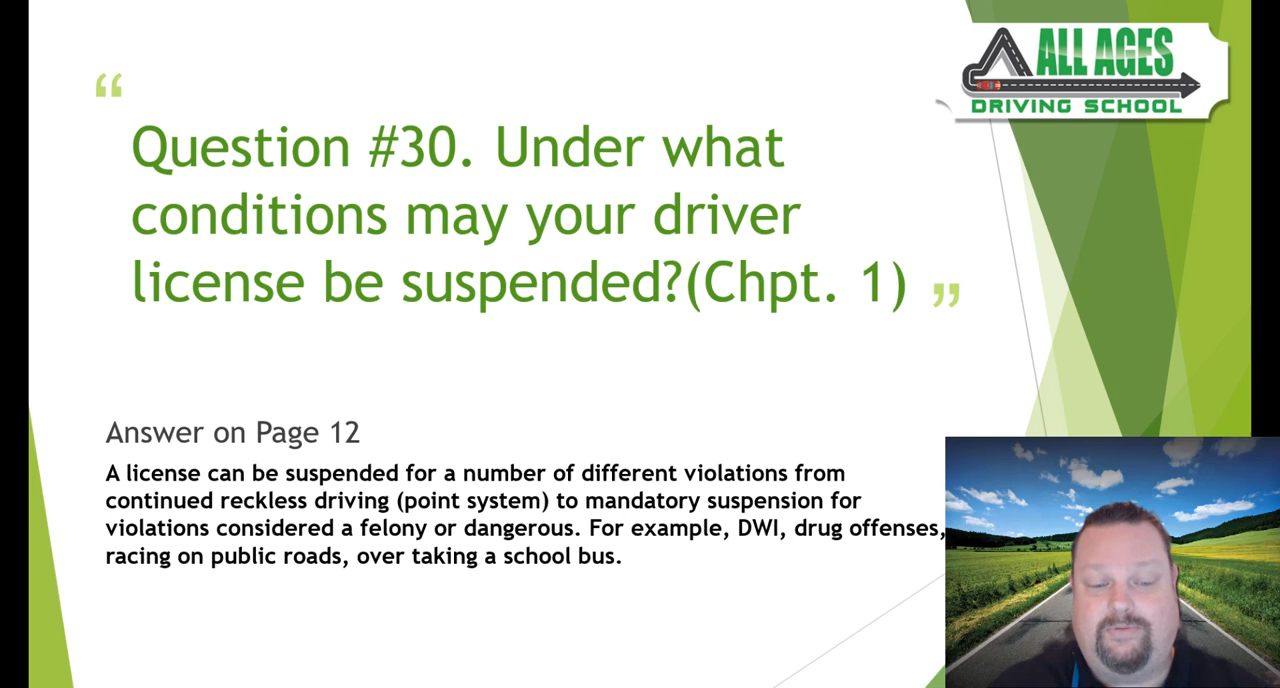 ALL AGES
DRIVING SCHOOL
“
Question #30. Under what
conditions may your driver
license be suspended?(Chpt. 1) ”
Answer on Page 12
A license can be suspended for a number of different violations from
continued reckless driving (point system) to mandatory suspension for
violations considered a felony or dangerous. For example, DWI, drug offenses,
racing on public roads, over taking a school bus.